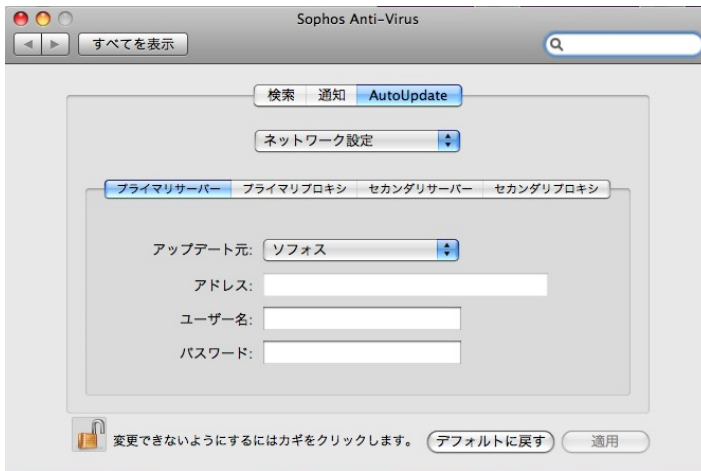 Sophos Anti-Virus
すべてを表示
検索 通知 AutoUpdate
ネットワーク設定
プライマリサーバー プライマリプロキシ セカンダリサーバー セカンダリプロキシ
アップデート元: ソフォス
アドレス:
ユーザー名:
パスワード:
変更できないようにするにはカギをクリックします。 デフォルトに戻す 適用